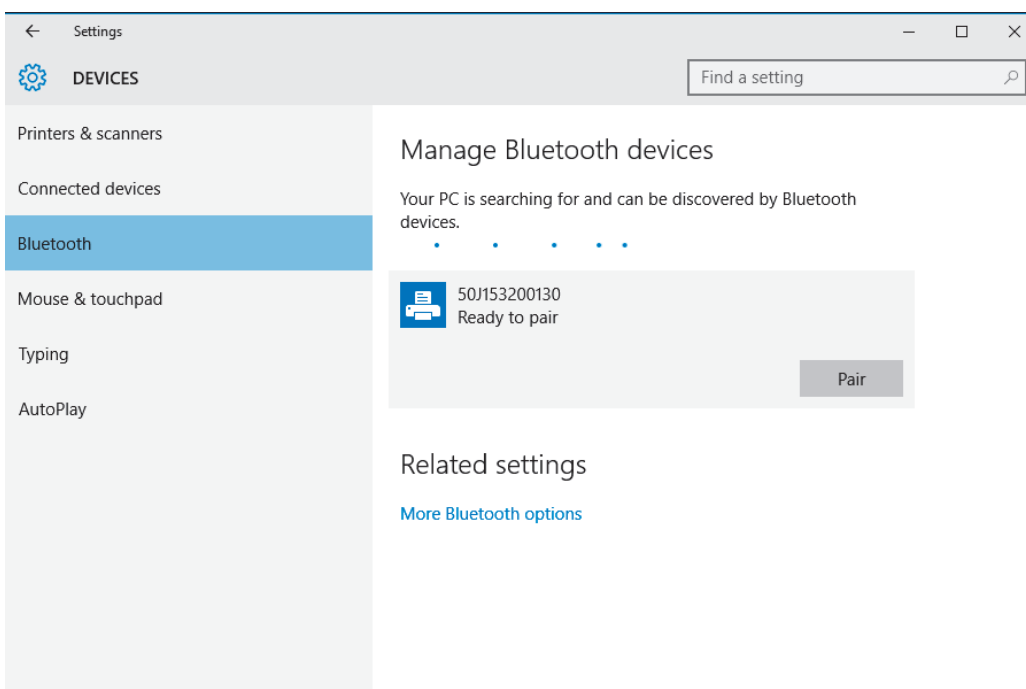 Settings
DEVICES
Find a setting
Printers & scanners
Connected devices
Bluetooth
Mouse & touchpad
Typing
AutoPlay
Manage Bluetooth devices
Your PC is searching for and can be discovered by Bluetooth
devices.
50J153200130
Ready to pair
Pair
Related settings
More Bluetooth options